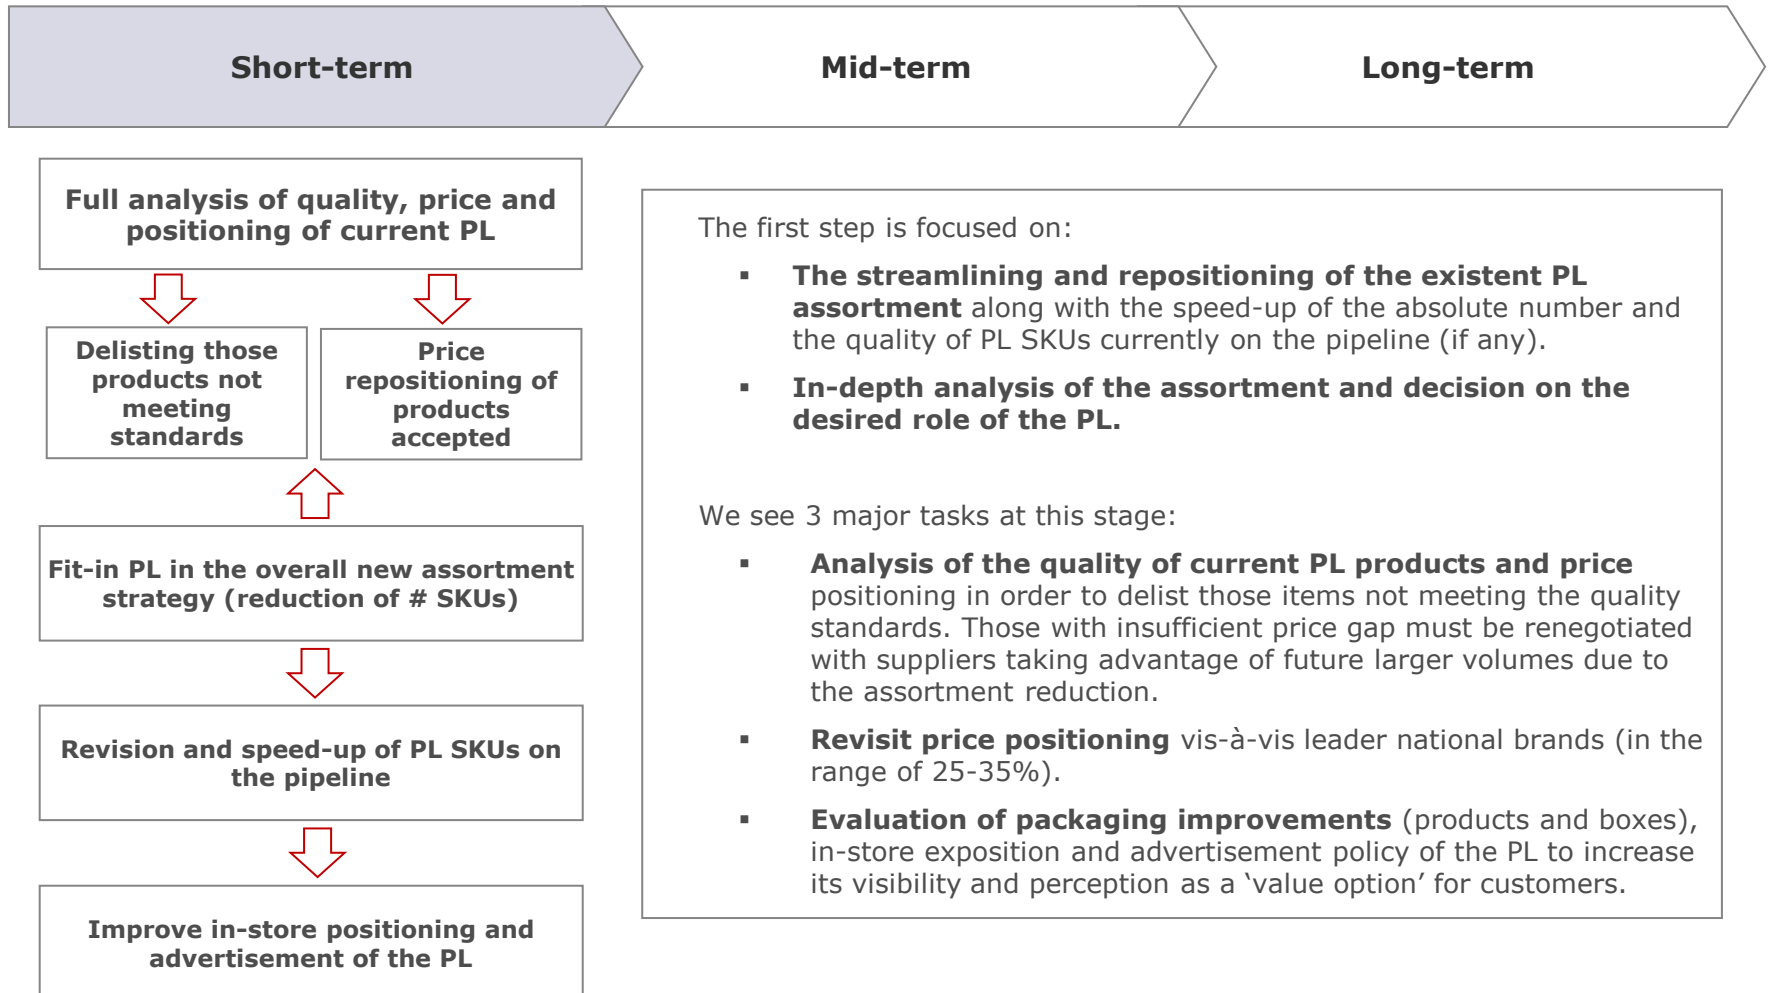 Short-term
Mid-term
Long-term
Full analysis of quality, price and
positioning of current PL
Delisting those
products not
meeting
standards
Price
repositioning of
products
accepted
Fit-in PL in the overall new assortment
strategy (reduction of # SKUs)
Revision and speed-up of PL SKUs on
the pipeline
Improve in-store positioning and
advertisement of the PL
The first step is focused on:
▪ The streamlining and repositioning of the existent PL
assortment along with the speed-up of the absolute number and
the quality of PL SKUs currently on the pipeline (if any).
▪ In-depth analysis of the assortment and decision on the
desired role of the PL.
We see 3 major tasks at this stage:
▪ Analysis of the quality of current PL products and price
positioning in order to delist those items not meeting the quality
standards. Those with insufficient price gap must be renegotiated
with suppliers taking advantage of future larger volumes due to
the assortment reduction.
▪ Revisit price positioning vis-à-vis leader national brands (in the
range of 25-35%).
▪ Evaluation of packaging improvements (products and boxes),
in-store exposition and advertisement policy of the PL to increase
its visibility and perception as a ‘value option’ for customers.